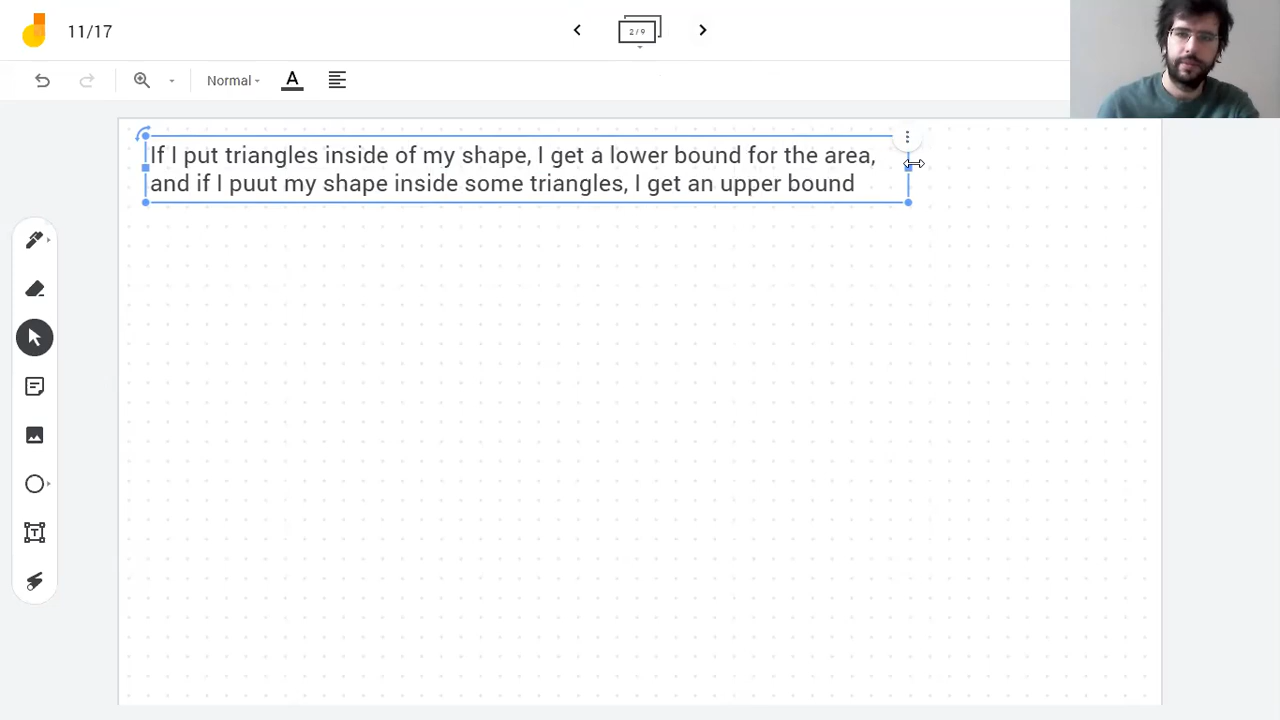 11/17
2 / 9
Normal
A
If I put triangles inside of my shape, I get a lower bound for the area,
and if I puut my shape inside some triangles, I get an upper bound
T